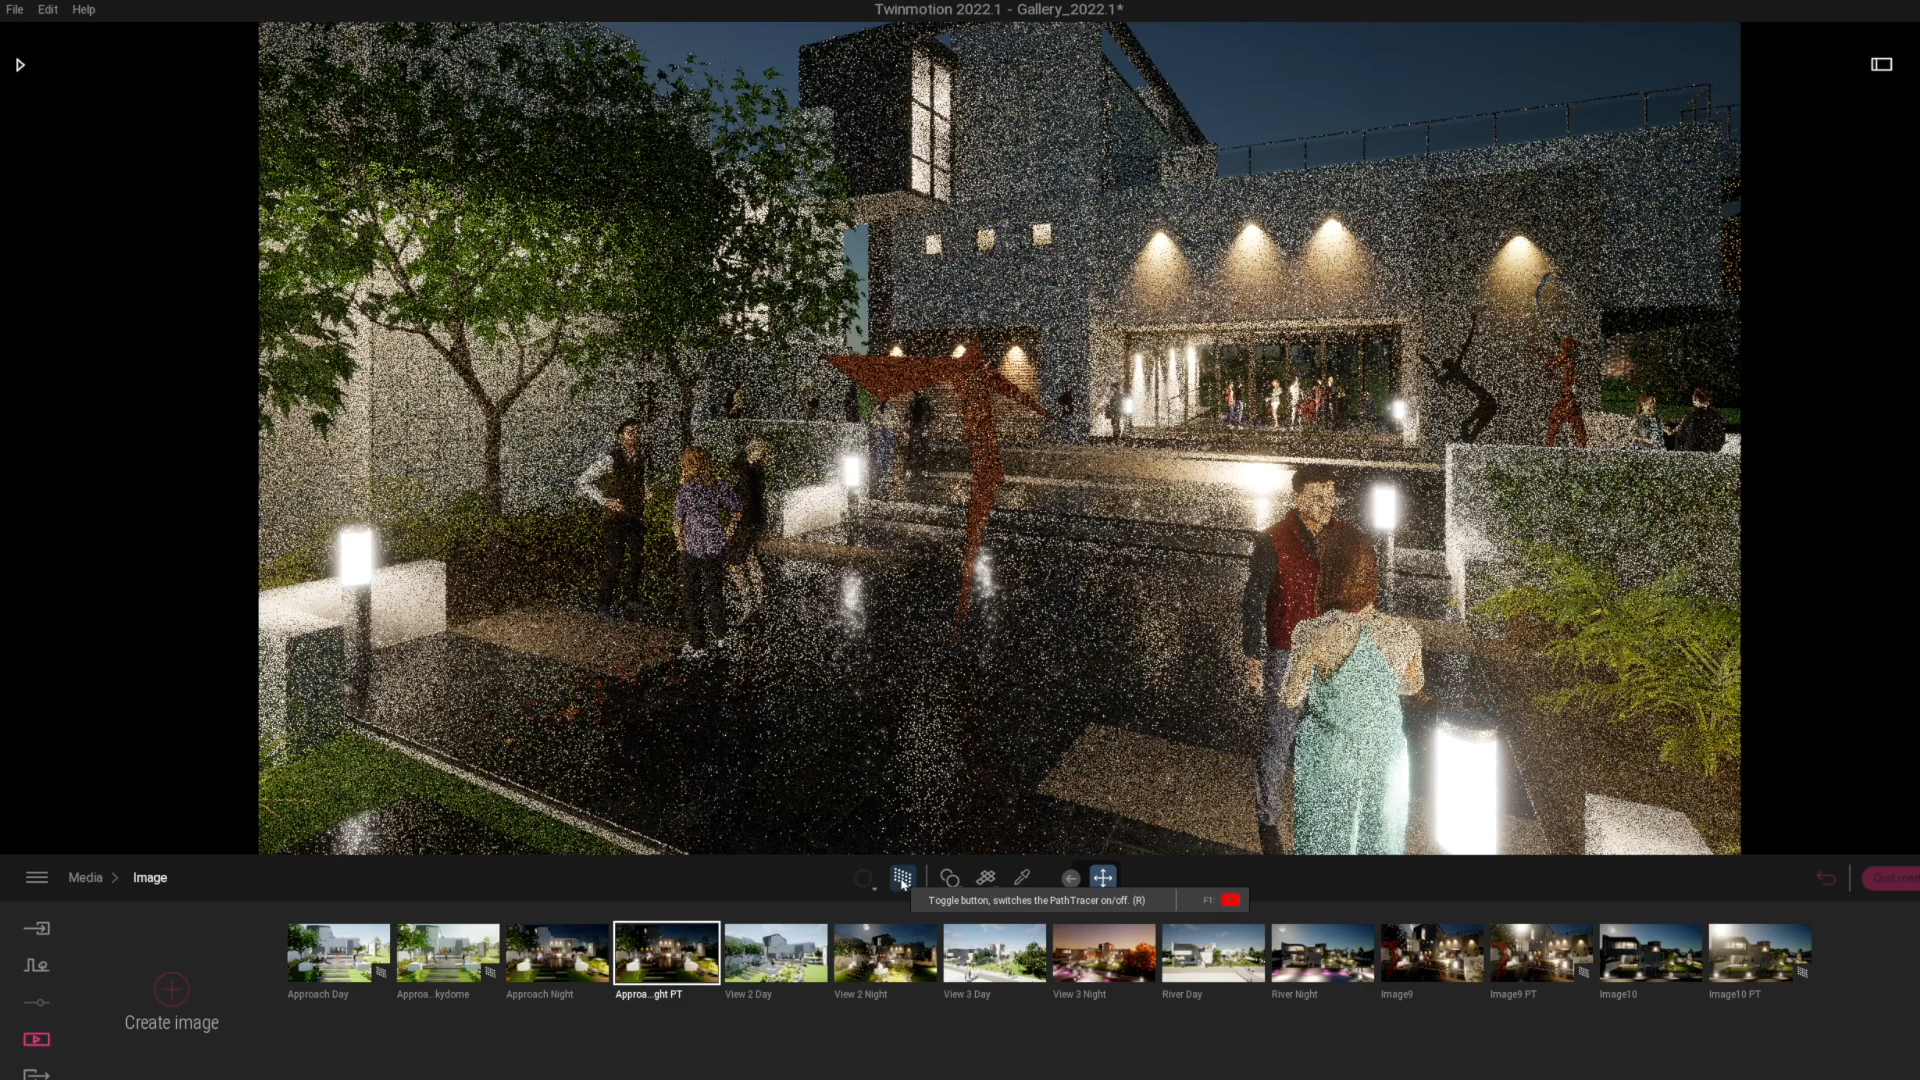 File Edit Help
Twinmotion 2022.1 - Gallery_2022.1*
Media > Image
Toggle button, switches the PathTracer on/off. (R)
F1:
Create image
Approach Day
Approa...kydome
Approach Night
Approa...ght PT
View 2 Day
View 2 Night
View 3 Day
View 3 Night
River Day
River Night
Image9
Image9 PT
Image10
Image10 PT